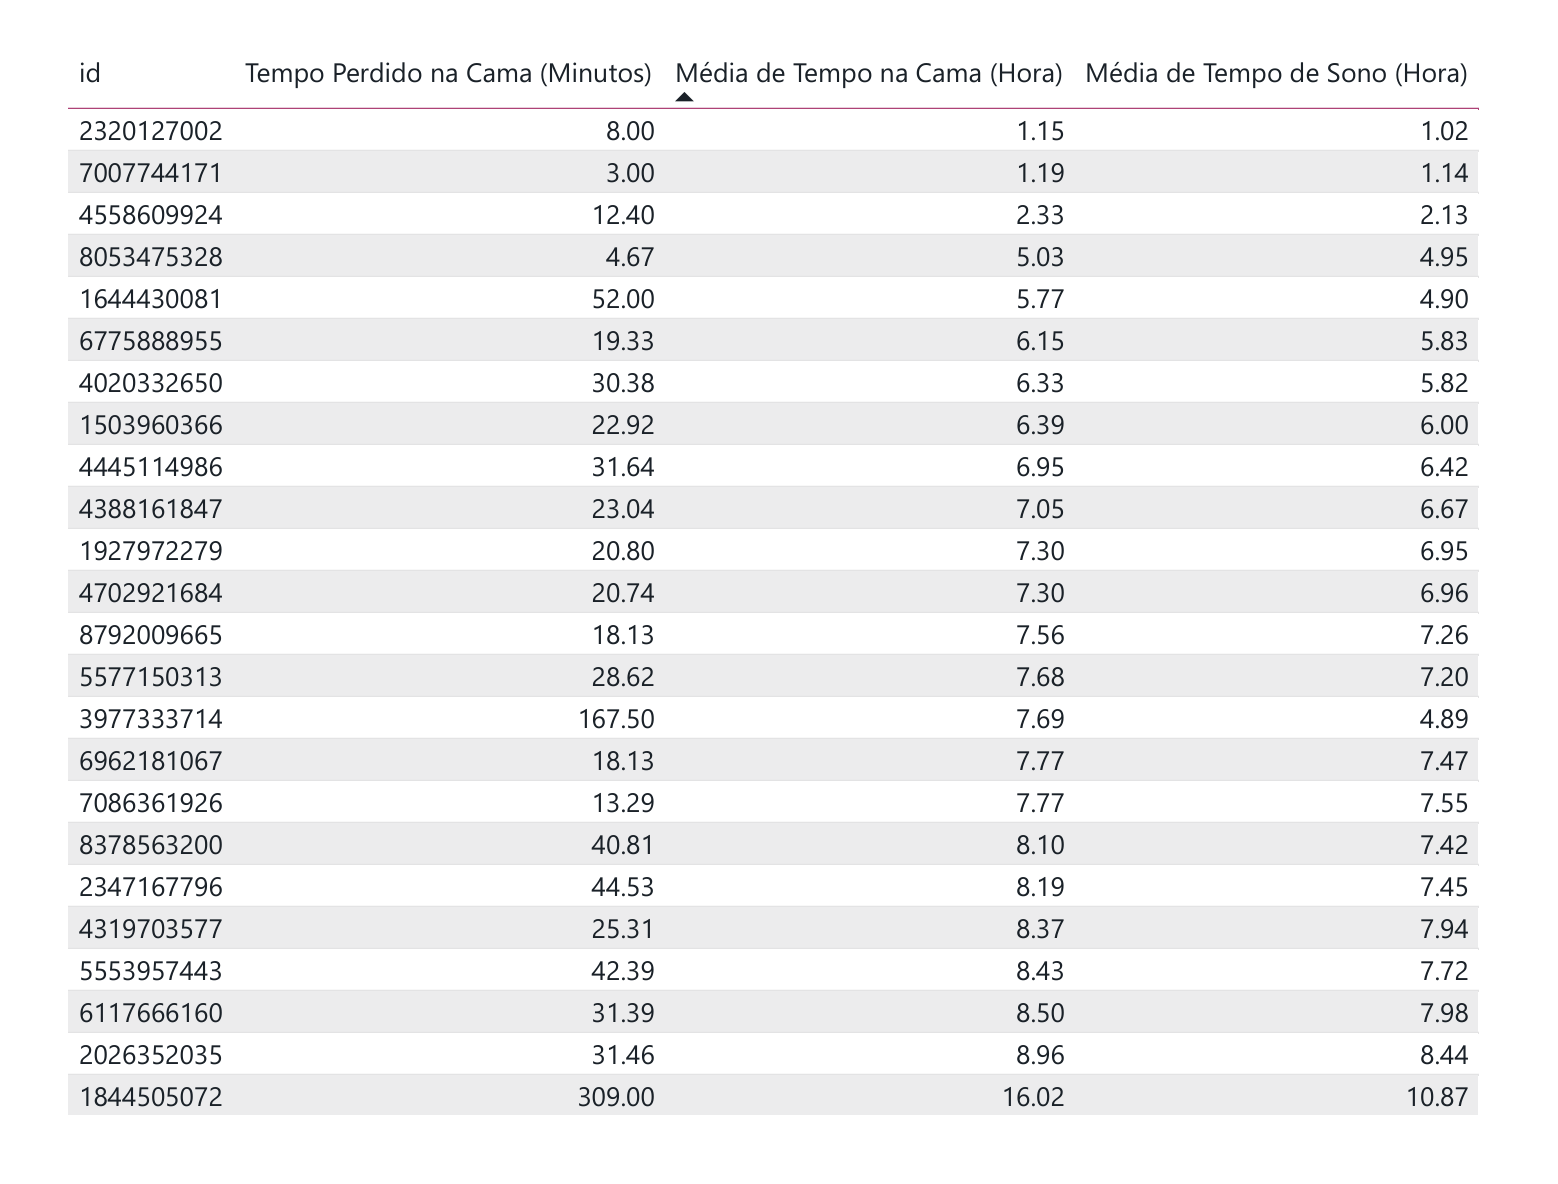 id Tempo Perdido na Cama (Minutos) Média de Tempo na Cama (Hora) Média de Tempo de Sono (Hora)
2320127002 8.00 1.15 1.02
7007744171 3.00 1.19 1.14
4558609924 12.40 2.33 2.13
8053475328 4.67 5.03 4.95
1644430081 52.00 5.77 4.90
6775888955 19.33 6.15 5.83
4020332650 30.38 6.33 5.82
1503960366 22.92 6.39 6.00
4445114986 31.64 6.95 6.42
4388161847 23.04 7.05 6.67
1927972279 20.80 7.30 6.95
4702921684 20.74 7.30 6.96
8792009665 18.13 7.56 7.26
5577150313 28.62 7.68 7.20
3977333714 167.50 7.69 4.89
6962181067 18.13 7.77 7.47
7086361926 13.29 7.77 7.55
8378563200 40.81 8.10 7.42
2347167796 44.53 8.19 7.45
4319703577 25.31 8.37 7.94
5553957443 42.39 8.43 7.72
6117666160 31.39 8.50 7.98
2026352035 31.46 8.96 8.44
1844505072 309.00 16.02 10.87